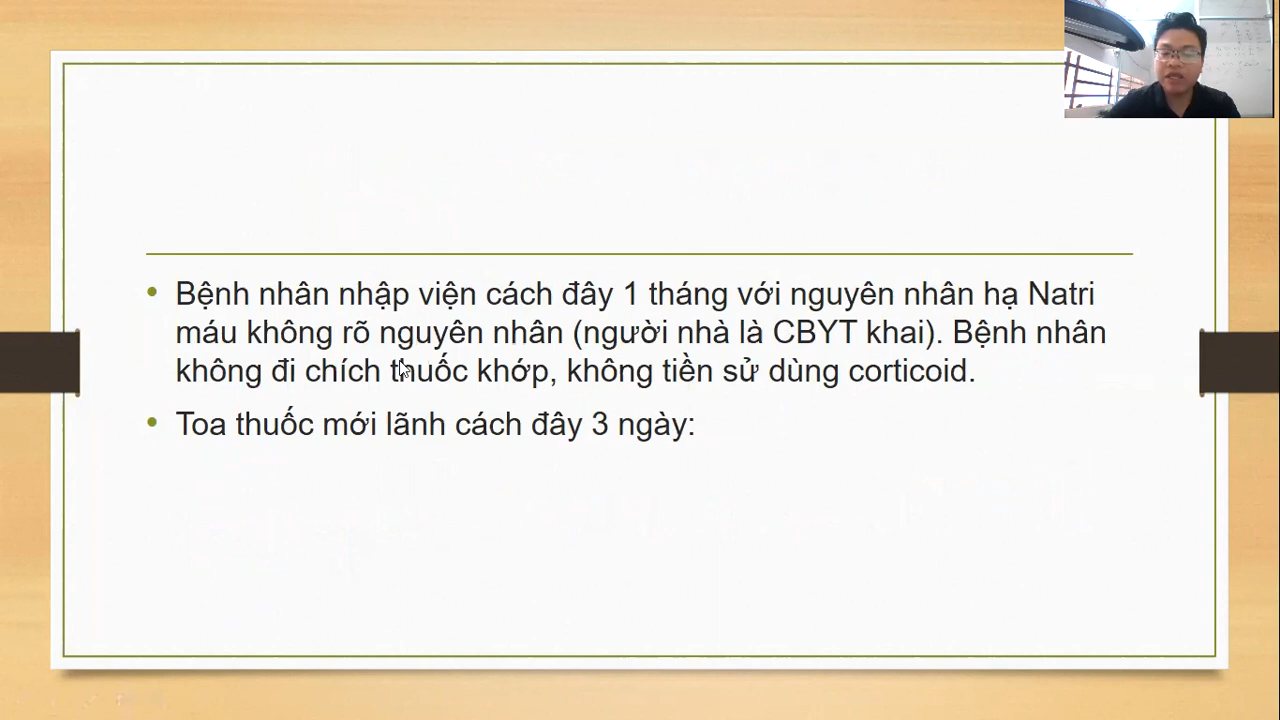 Bệnh nhân nhập viện cách đây 1 tháng với nguyên nhân hạ Natri
máu không rõ nguyên nhân (người nhà là CBYT khai). Bệnh nhân
không đi chích thuốc khớp, không tiền sử dùng corticoid.
Toa thuốc mới lãnh cách đây 3 ngày: